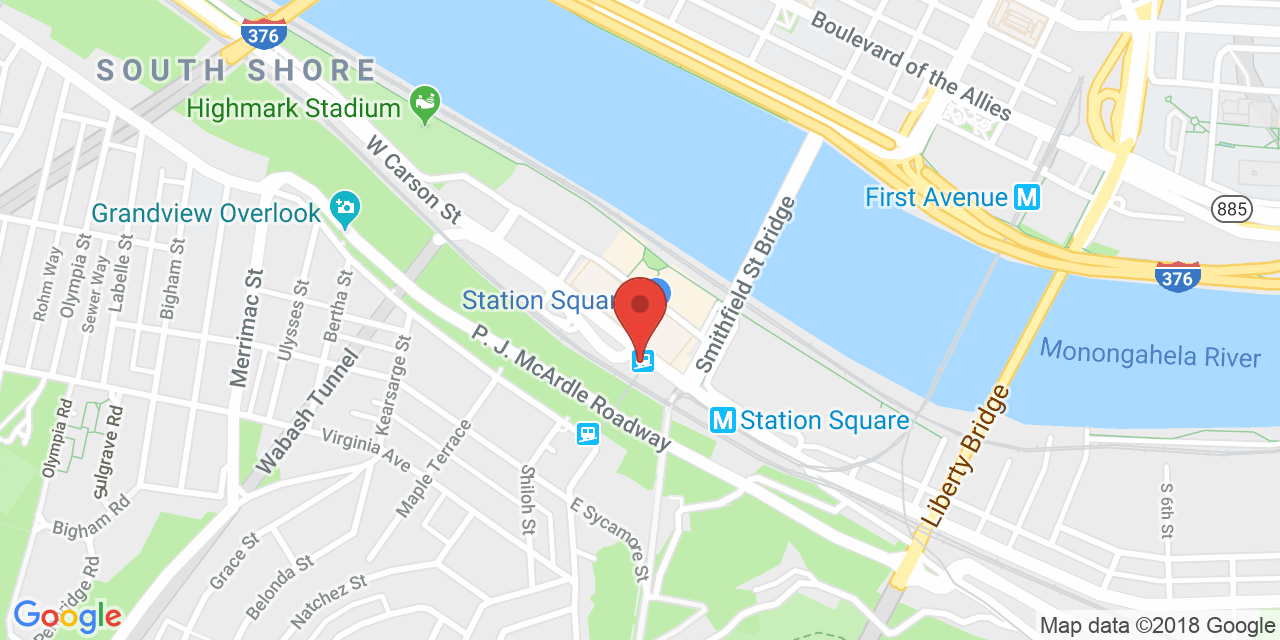 376
SOUTH SHORE
Boulevard of the Allies
Highmark Stadium
W Carson St
First Avenue M
885
Grandview Overlook
Smithfield St Bridge
376
Rohm Way
Olympia St
Sewer Way
Labelle St
Bigham St
Merrimac St
Ulysses St
Bertha St
Station Squar
Monongahela River
Kearsarge St
P. J. McArdle Roadway
Wabash Tunnel
M Station Square
Olympia Rd
Sulgrave Rd
Virginia Ave
Maple Terrace
Liberty Bridge
Shiloh St
S 6th St
Bigham Rd
E Sycamore St
Grace St
Belonda St
Natchez St
ridge Rd
Google
Map data ©2018 Google